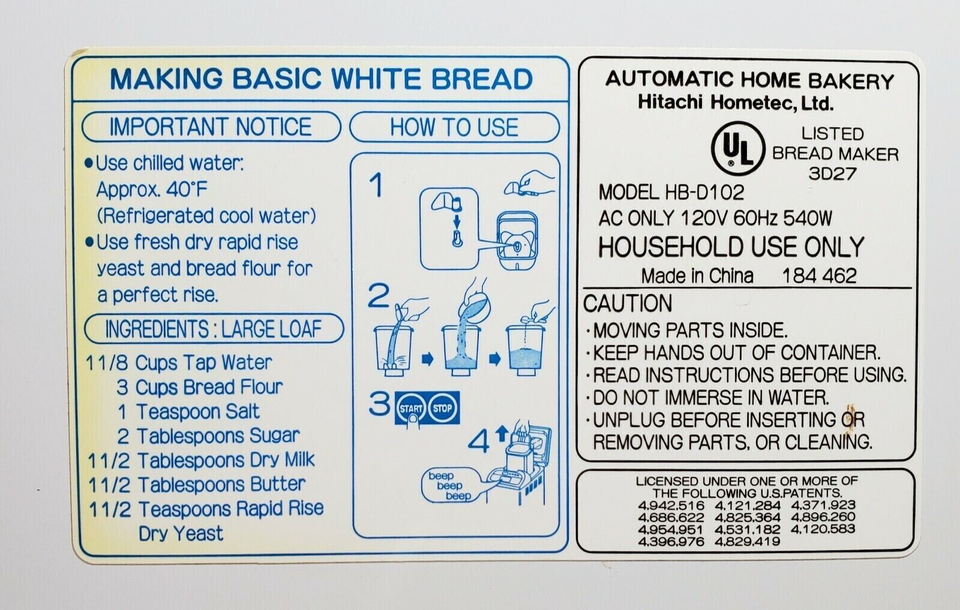 MAKING BASIC WHITE BREAD
IMPORTANT NOTICE
•Use chilled water:
Approx. 40°F
(Refrigerated cool water)
•Use fresh dry rapid rise
yeast and bread flour for
a perfect rise.
INGREDIENTS : LARGE LOAF
11/8 Cups Tap Water
3 Cups Bread Flour
1 Teaspoon Salt
2 Tablespoons Sugar
11/2 Tablespoons Dry Milk
11/2 Tablespoons Butter
11/2 Teaspoons Rapid Rise
Dry Yeast
HOW TO USE
1
2
3 START STOP
4
beep
beep
beep
AUTOMATIC HOME BAKERY
Hitachi Hometec, Ltd.
UL
LISTED
BREAD MAKER
3D27
MODEL HB-D102
AC ONLY 120V 60Hz 540W
HOUSEHOLD USE ONLY
Made in China 184 462
CAUTION
·MOVING PARTS INSIDE.
·KEEP HANDS OUT OF CONTAINER.
·READ INSTRUCTIONS BEFORE USING.
·DO NOT IMMERSE IN WATER.
·UNPLUG BEFORE INSERTING OR
REMOVING PARTS, OR CLEANING.
LICENSED UNDER ONE OR MORE OF
THE FOLLOWING U.S.PATENTS.
4.942.516 4.121.284 4.371.923
4.686.622 4.825.364 4.896.260
4.954.951 4.531.182 4.120.583
4.396.976 4.829.419